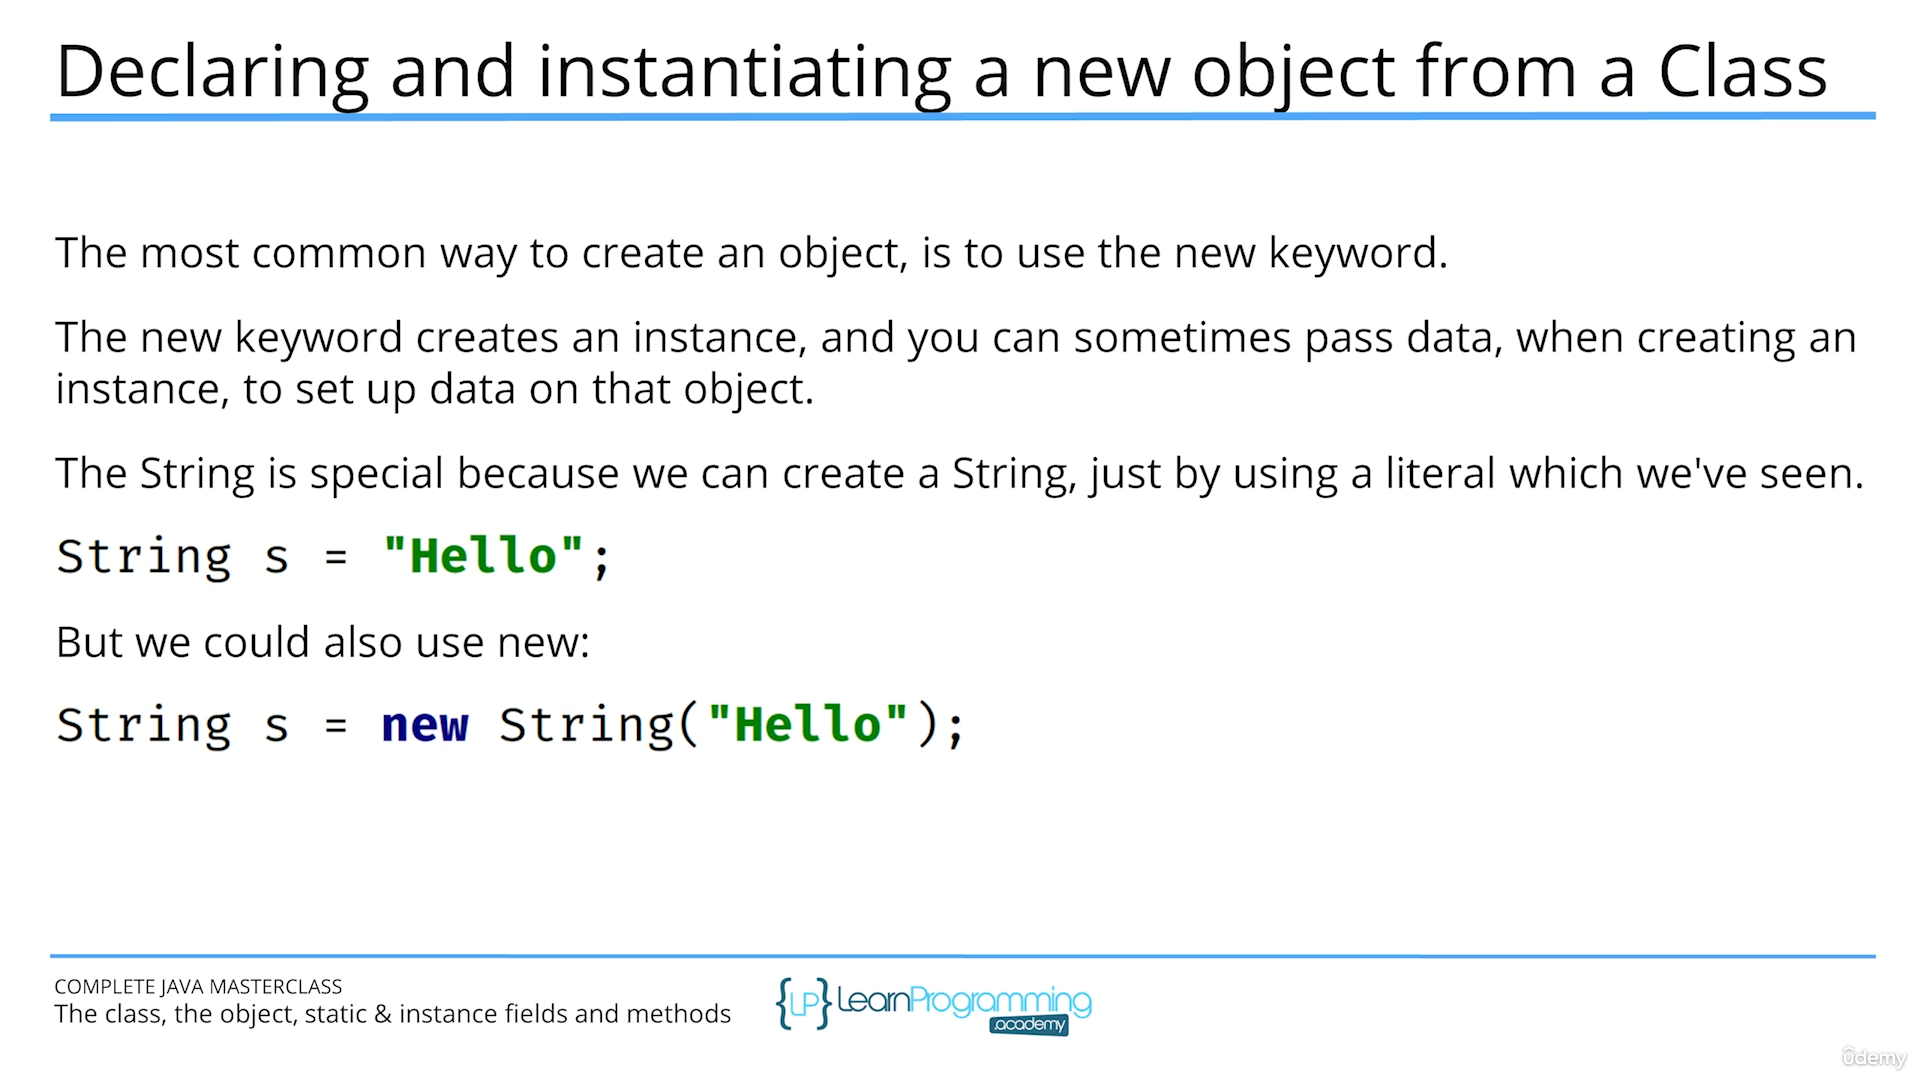 Declaring and instantiating a new object from a Class
The most common way to create an object, is to use the new keyword.
The new keyword creates an instance, and you can sometimes pass data, when creating an
instance, to set up data on that object.
The String is special because we can create a String, just by using a literal which we've seen.
String s = "Hello";
But we could also use new:
String s = new String("Hello");
COMPLETE JAVA MASTERCLASS
The class, the object, static & instance fields and methods
{LP} LearnProgramming
.academy
ûdemy